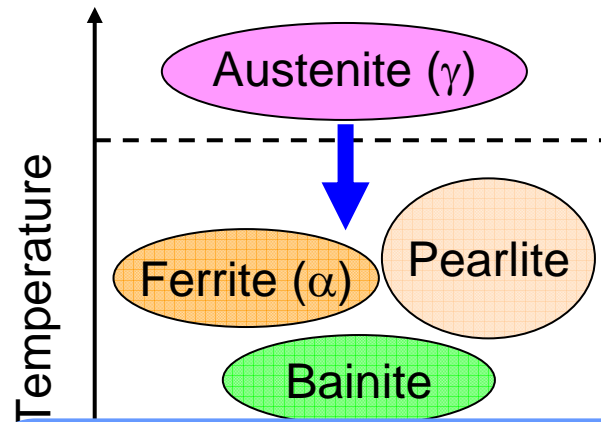 Austenite (γ)
Temperature
Ferrite (α)
Pearlite
Bainite